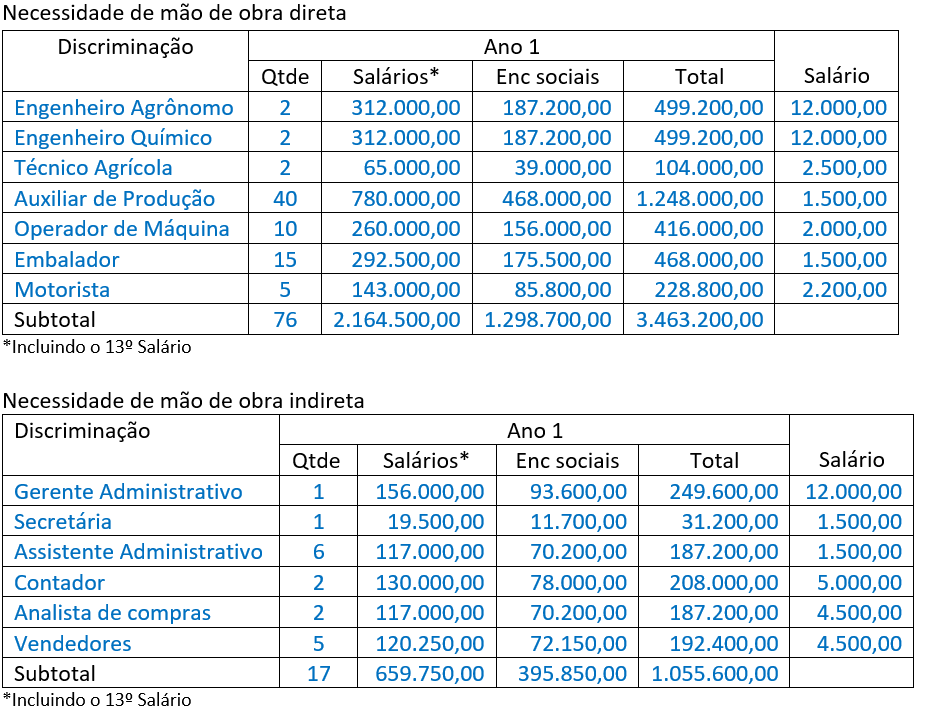 Necessidade de mão de obra direta
Discriminação Ano 1
Qtde Salários* Enc sociais Total Salário
Engenheiro Agrônomo 2 312.000,00 187.200,00 499.200,00 12.000,00
Engenheiro Químico 2 312.000,00 187.200,00 499.200,00 12.000,00
Técnico Agrícola 2 65.000,00 39.000,00 104.000,00 2.500,00
Auxiliar de Produção 40 780.000,00 468.000,00 1.248.000,00 1.500,00
Operador de Máquina 10 260.000,00 156.000,00 416.000,00 2.000,00
Embalador 15 292.500,00 175.500,00 468.000,00 1.500,00
Motorista 5 143.000,00 85.800,00 228.800,00 2.200,00
Subtotal 76 2.164.500,00 1.298.700,00 3.463.200,00
*Incluindo o 13º Salário
Necessidade de mão de obra indireta
Discriminação Ano 1
Qtde Salários* Enc sociais Total Salário
Gerente Administrativo 1 156.000,00 93.600,00 249.600,00 12.000,00
Secretária 1 19.500,00 11.700,00 31.200,00 1.500,00
Assistente Administrativo 6 117.000,00 70.200,00 187.200,00 1.500,00
Contador 2 130.000,00 78.000,00 208.000,00 5.000,00
Analista de compras 2 117.000,00 70.200,00 187.200,00 4.500,00
Vendedores 5 120.250,00 72.150,00 192.400,00 4.500,00
Subtotal 17 659.750,00 395.850,00 1.055.600,00
*Incluindo o 13º Salário